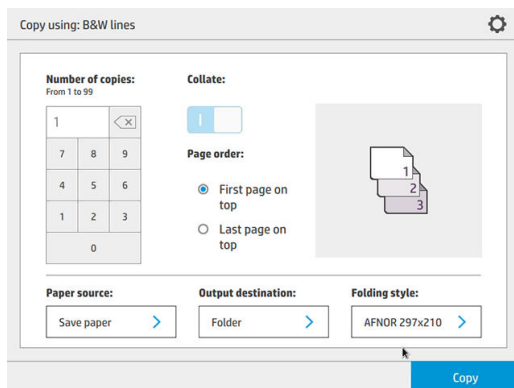 Copy using: B&W lines
Number of copies:
From 1 to 99
1
7 8 9
4 5 6
1 2 3
0
Collate:
Page order:
First page on
top
Last page on
top
1
2
3
Paper source:
Save paper
Output destination:
Folder
Folding style:
AFNOR 297x210
Copy